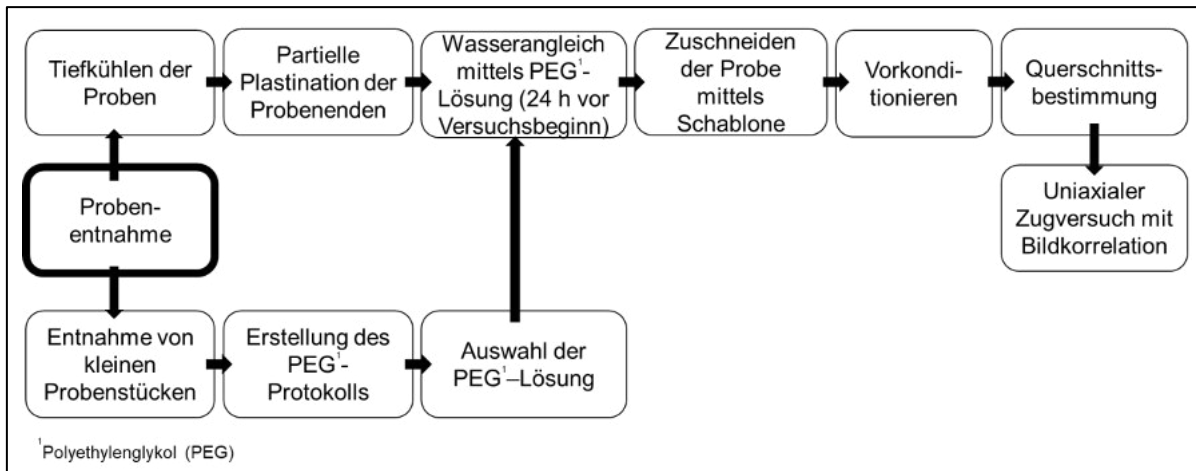 Tiefkühlen der
Proben
Partielle
Plastination der
Probenenden
Wasserangleich
mittels PEG¹-
Lösung (24 h vor
Versuchsbeginn)
Zuschneiden
der Probe
mittels
Schablone
Vorkondi-
tionieren
Querschnitts-
bestimmung
Proben-
entnahme
Uniaxialer
Zugversuch mit
Bildkorrelation
Entnahme von
kleinen
Probenstücken
Erstellung des
PEG¹-
Protokolls
Auswahl der
PEG¹–Lösung
¹Polyethylenglykol (PEG)